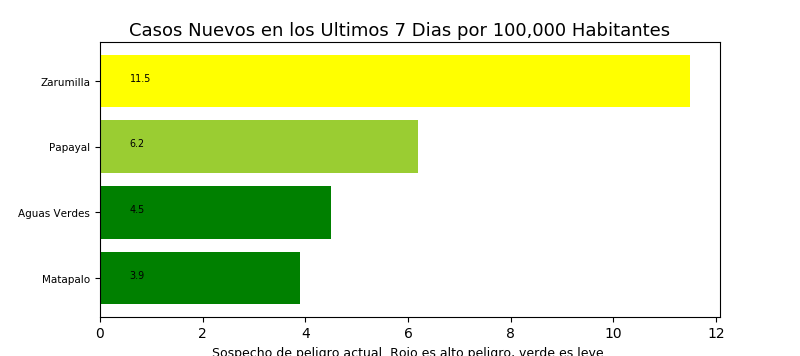 Casos Nuevos en los Ultimos 7 Dias por 100,000 Habitantes
Zarumilla
11.5
Papayal
6.2
Aguas Verdes
4.5
Matapalo
3.9
0 2 4 6 8 10 12
Sospecho de peligro actual. Rojo es alto peligro, verde es leve